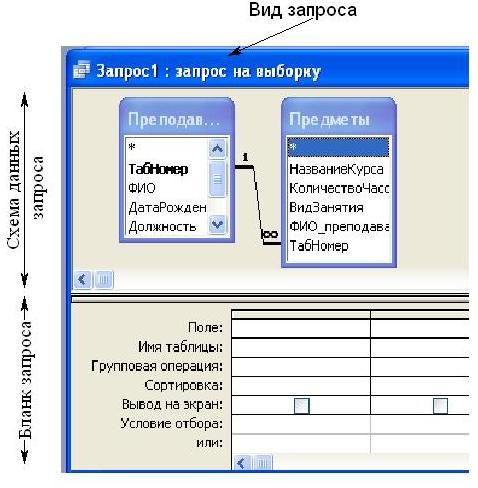 Вид запроса
Запрос1 : запрос на выборку
Схема данных
запроса
Преподав...
*
ТабНомер
ФИО
ДатаРожден
Должность
1
∞
Предметы
*
НазваниеКурса
КоличествоЧасс
ВидЗанятия
ФИО_преподава
ТабНомер
Бланк запроса
Поле:
Имя таблицы:
Групповая операция:
Сортировка:
Вывод на экран:
Условие отбора:
или: